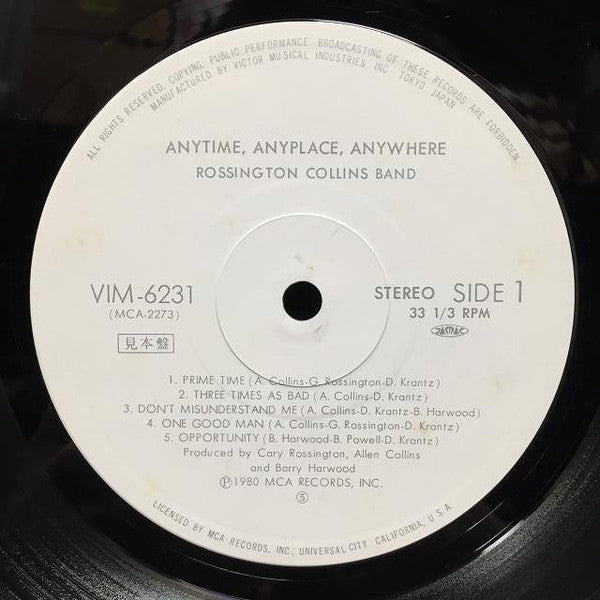 ALL RIGHTS RESERVED, COPYING, PUBLIC PERFORMANCE BROADCASTING OF THESE RECORDS ARE FORBIDDEN.
MANUFACTURED BY VICTOR MUSICAL INDUSTRIES INC TOKYO JAPAN
ANYTIME, ANYPLACE, ANYWHERE
ROSSINGTON COLLINS BAND
VIM-6231
(MCA-2273)
見本盤
STEREO SIDE 1
33 1/3 RPM
JASRAC
1. PRIME TIME (A. Collins-G. Rossington-D. Krantz)
2. THREE TIMES AS BAD (A. Collins-D. Krantz)
3. DON'T MISUNDERSTAND ME (A. Collins-D. Krantz-B. Harwood)
4. ONE GOOD MAN (A. Collins-G. Rossington-D. Krantz)
5. OPPORTUNITY (B. Harwood-B. Powell-D. Krantz)
Produced by Cary Rossington, Allen Collins
and Barry Harwood
Ⓟ1980 MCA RECORDS, INC.
Ⓢ
LICENSED BY MCA RECORDS, INC., UNIVERSAL CITY, CALIFORNIA, U.S.A.